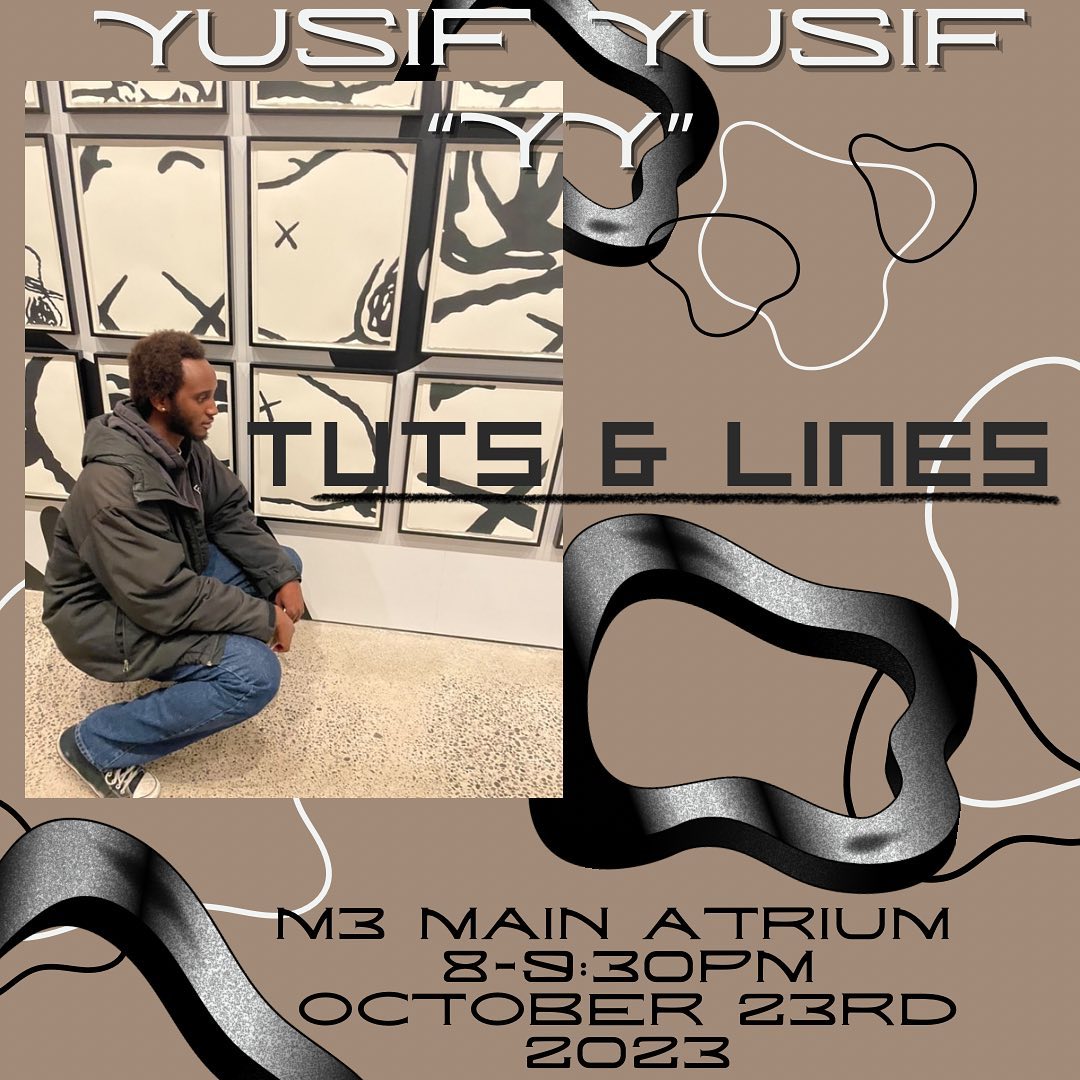 YUSIF YUSIF
"YY"
TUTS & LINES
M3 MAIN ATRIUM
8-9:30PM
OCTOBER 23RD
2023